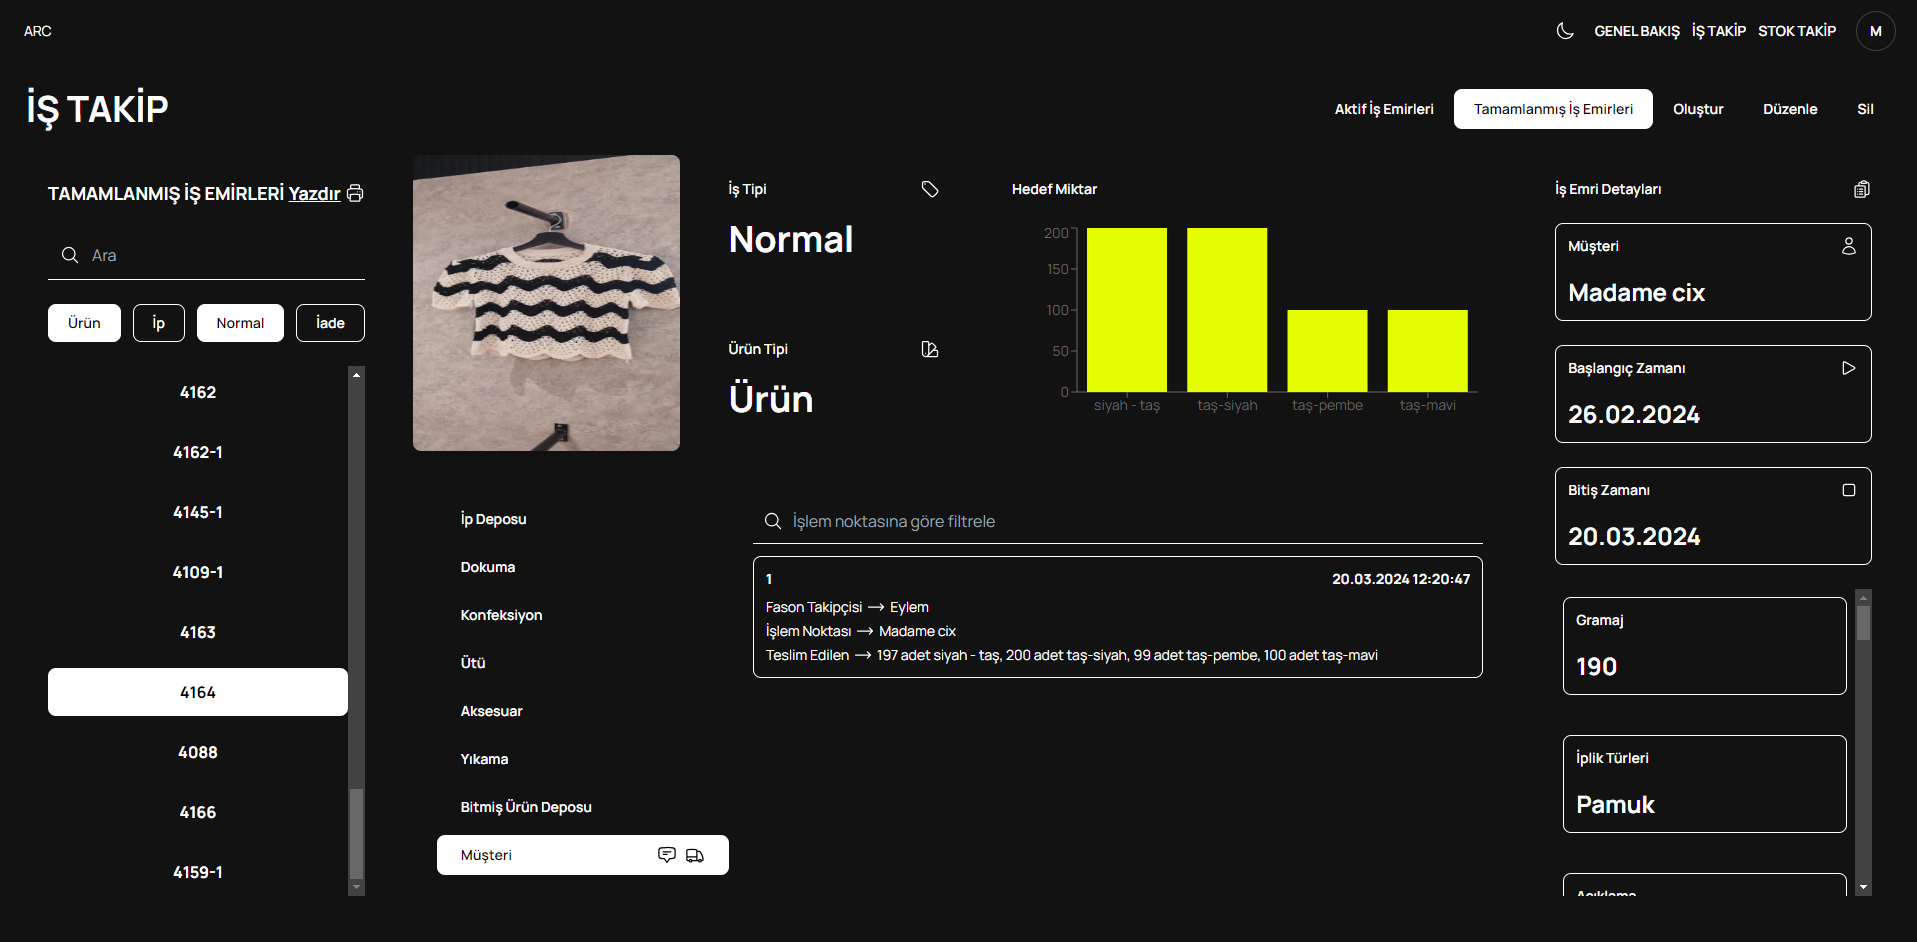 ARC
GENEL BAKIŞ İŞ TAKİP STOK TAKİP M
İŞ TAKİP
Aktif İş Emirleri Tamamlanmış İş Emirleri Oluştur Düzenle Sil
TAMAMLANMIŞ İŞ EMİRLERİ Yazdır
Ara
Ürün İp Normal İade
4162
4162-1
4145-1
4109-1
4163
4164
4088
4166
4159-1
İş Tipi
Normal
Ürün Tipi
Ürün
Hedef Miktar
200
150
100
50
0
siyah - taş taş-siyah taş-pembe taş-mavi
İp Deposu
Dokuma
Konfeksiyon
Ütü
Aksesuar
Yıkama
Bitmiş Ürün Deposu
Müşteri
İşlem noktasına göre filtrele
1 20.03.2024 12:20:47
Fason Takipçisi → Eylem
İşlem Noktası → Madame cix
Teslim Edilen → 197 adet siyah - taş, 200 adet taş-siyah, 99 adet taş-pembe, 100 adet taş-mavi
İş Emri Detayları
Müşteri
Madame cix
Başlangıç Zamanı
26.02.2024
Bitiş Zamanı
20.03.2024
Gramaj
190
İplik Türleri
Pamuk
Açıklama